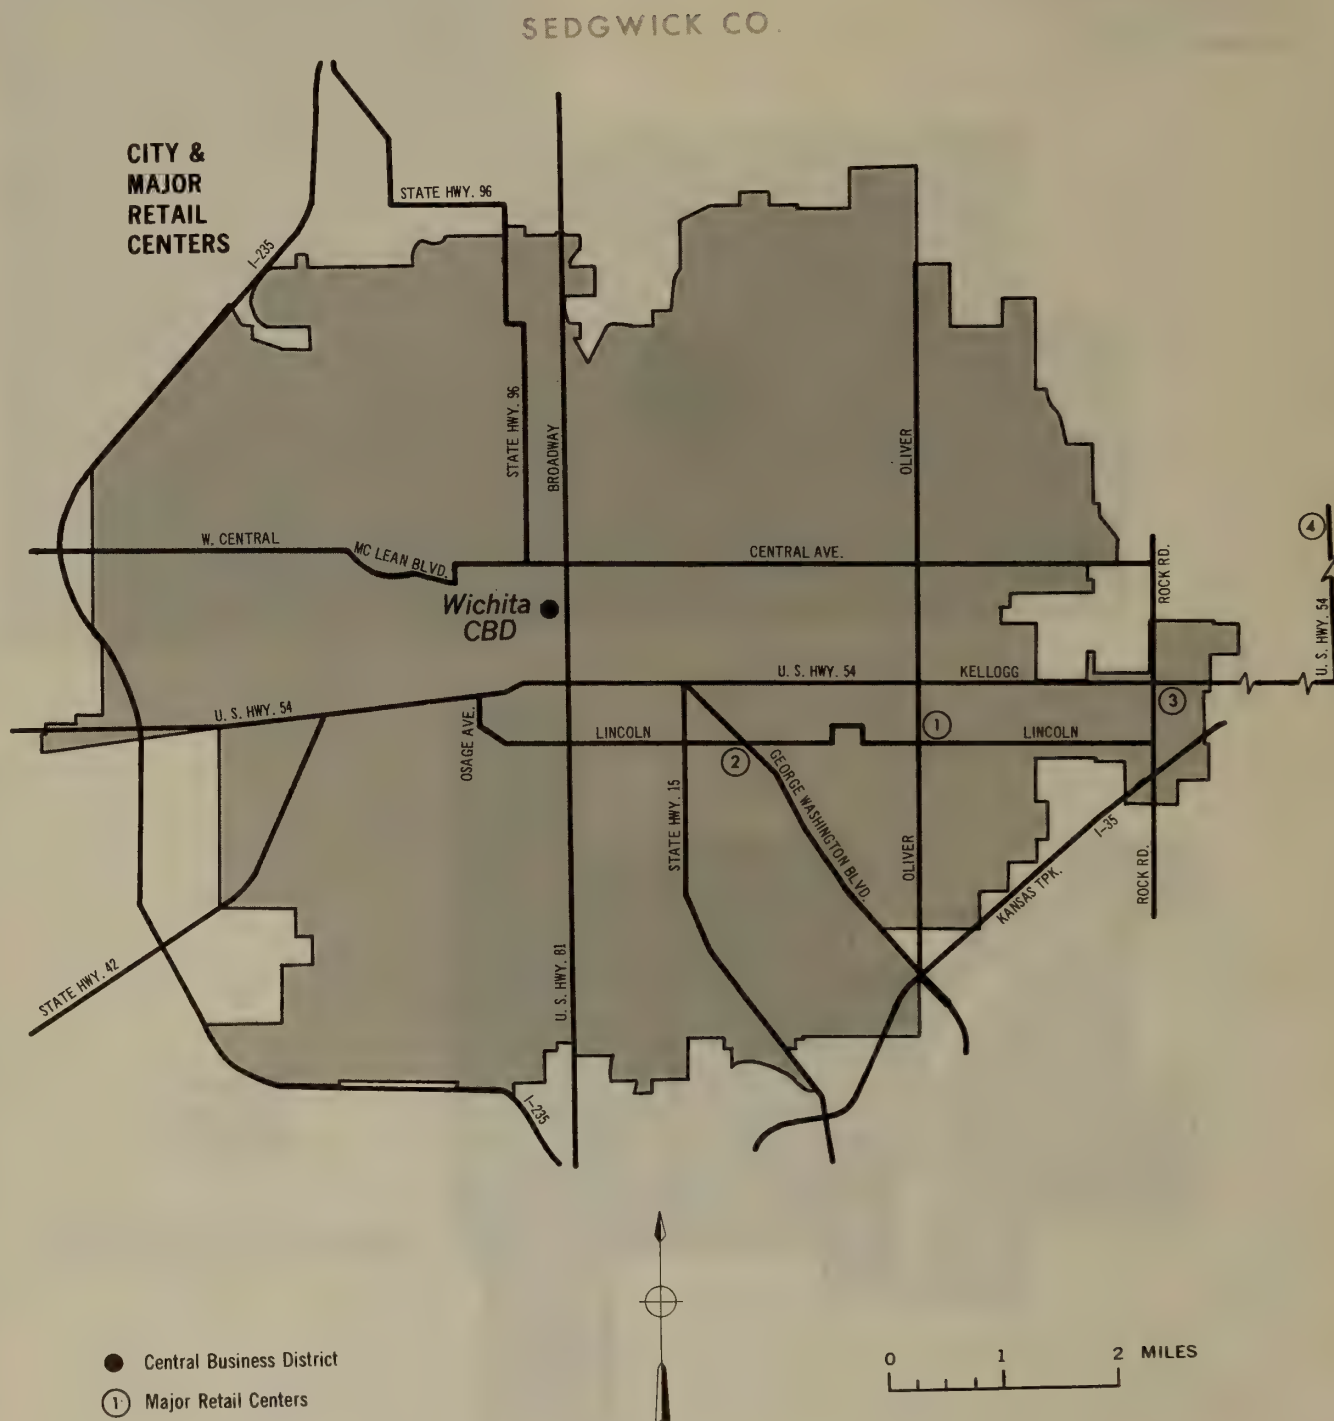 SEDGWICK CO.
CITY &
MAJOR
RETAIL
CENTERS
STATE HWY. 96
I-235
STATE HWY. 96
BROADWAY
OLIVER
4
W. CENTRAL
MC LEAN BLVD.
CENTRAL AVE.
ROCK RD.
Wichita
CBD
U. S. HWY. 54
U. S. HWY. 54
KELLOGG
3
U. S. HWY. 54
OSAGE AVE.
LINCOLN
1
LINCOLN
2
GEORGE WASHINGTON BLVD.
STATE HWY. 15
I-35
OLIVER
ROCK RD.
KANSAS TPK.
STATE HWY. 42
U. S. HWY. 81
I-235
Central Business District
1 Major Retail Centers
0 1 2 MILES